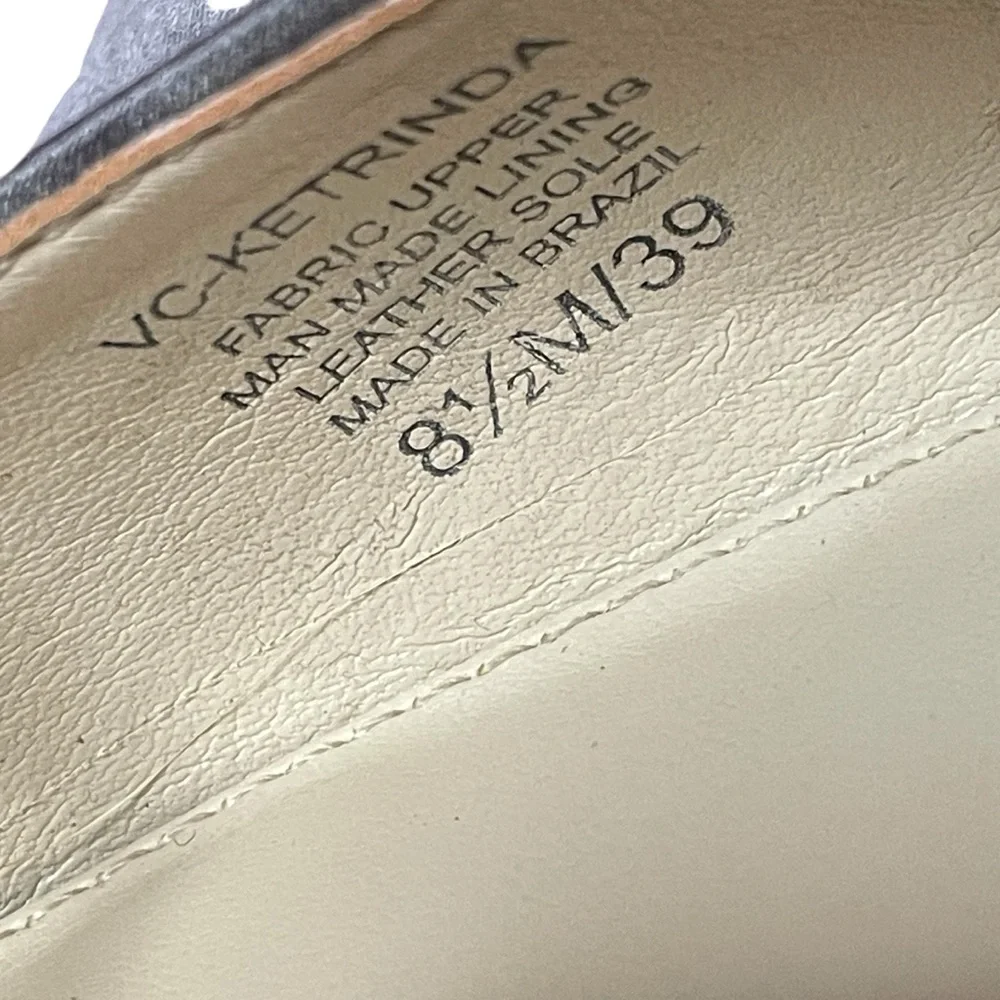 VC-KETRINDA
FABRIC UPPER
MAN MADE LINING
LEATHER SOLE
MADE IN BRAZIL
8½M/39